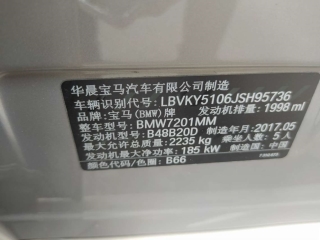 华晨宝马汽车有限公司制造
车辆识别代号: LBVKY5106JSH95736
品牌: 宝马(BMW)牌 发动机排量: 1998 ml
整车型号: BMW7201MM
发动机型号: B48B20D 制造年月: 2017.05
最大允许总质量: 2235 kg 乘坐人数: 5人
发动机最大净功率: 185 kW 制造国: 中国
颜色代码/色圈: B66